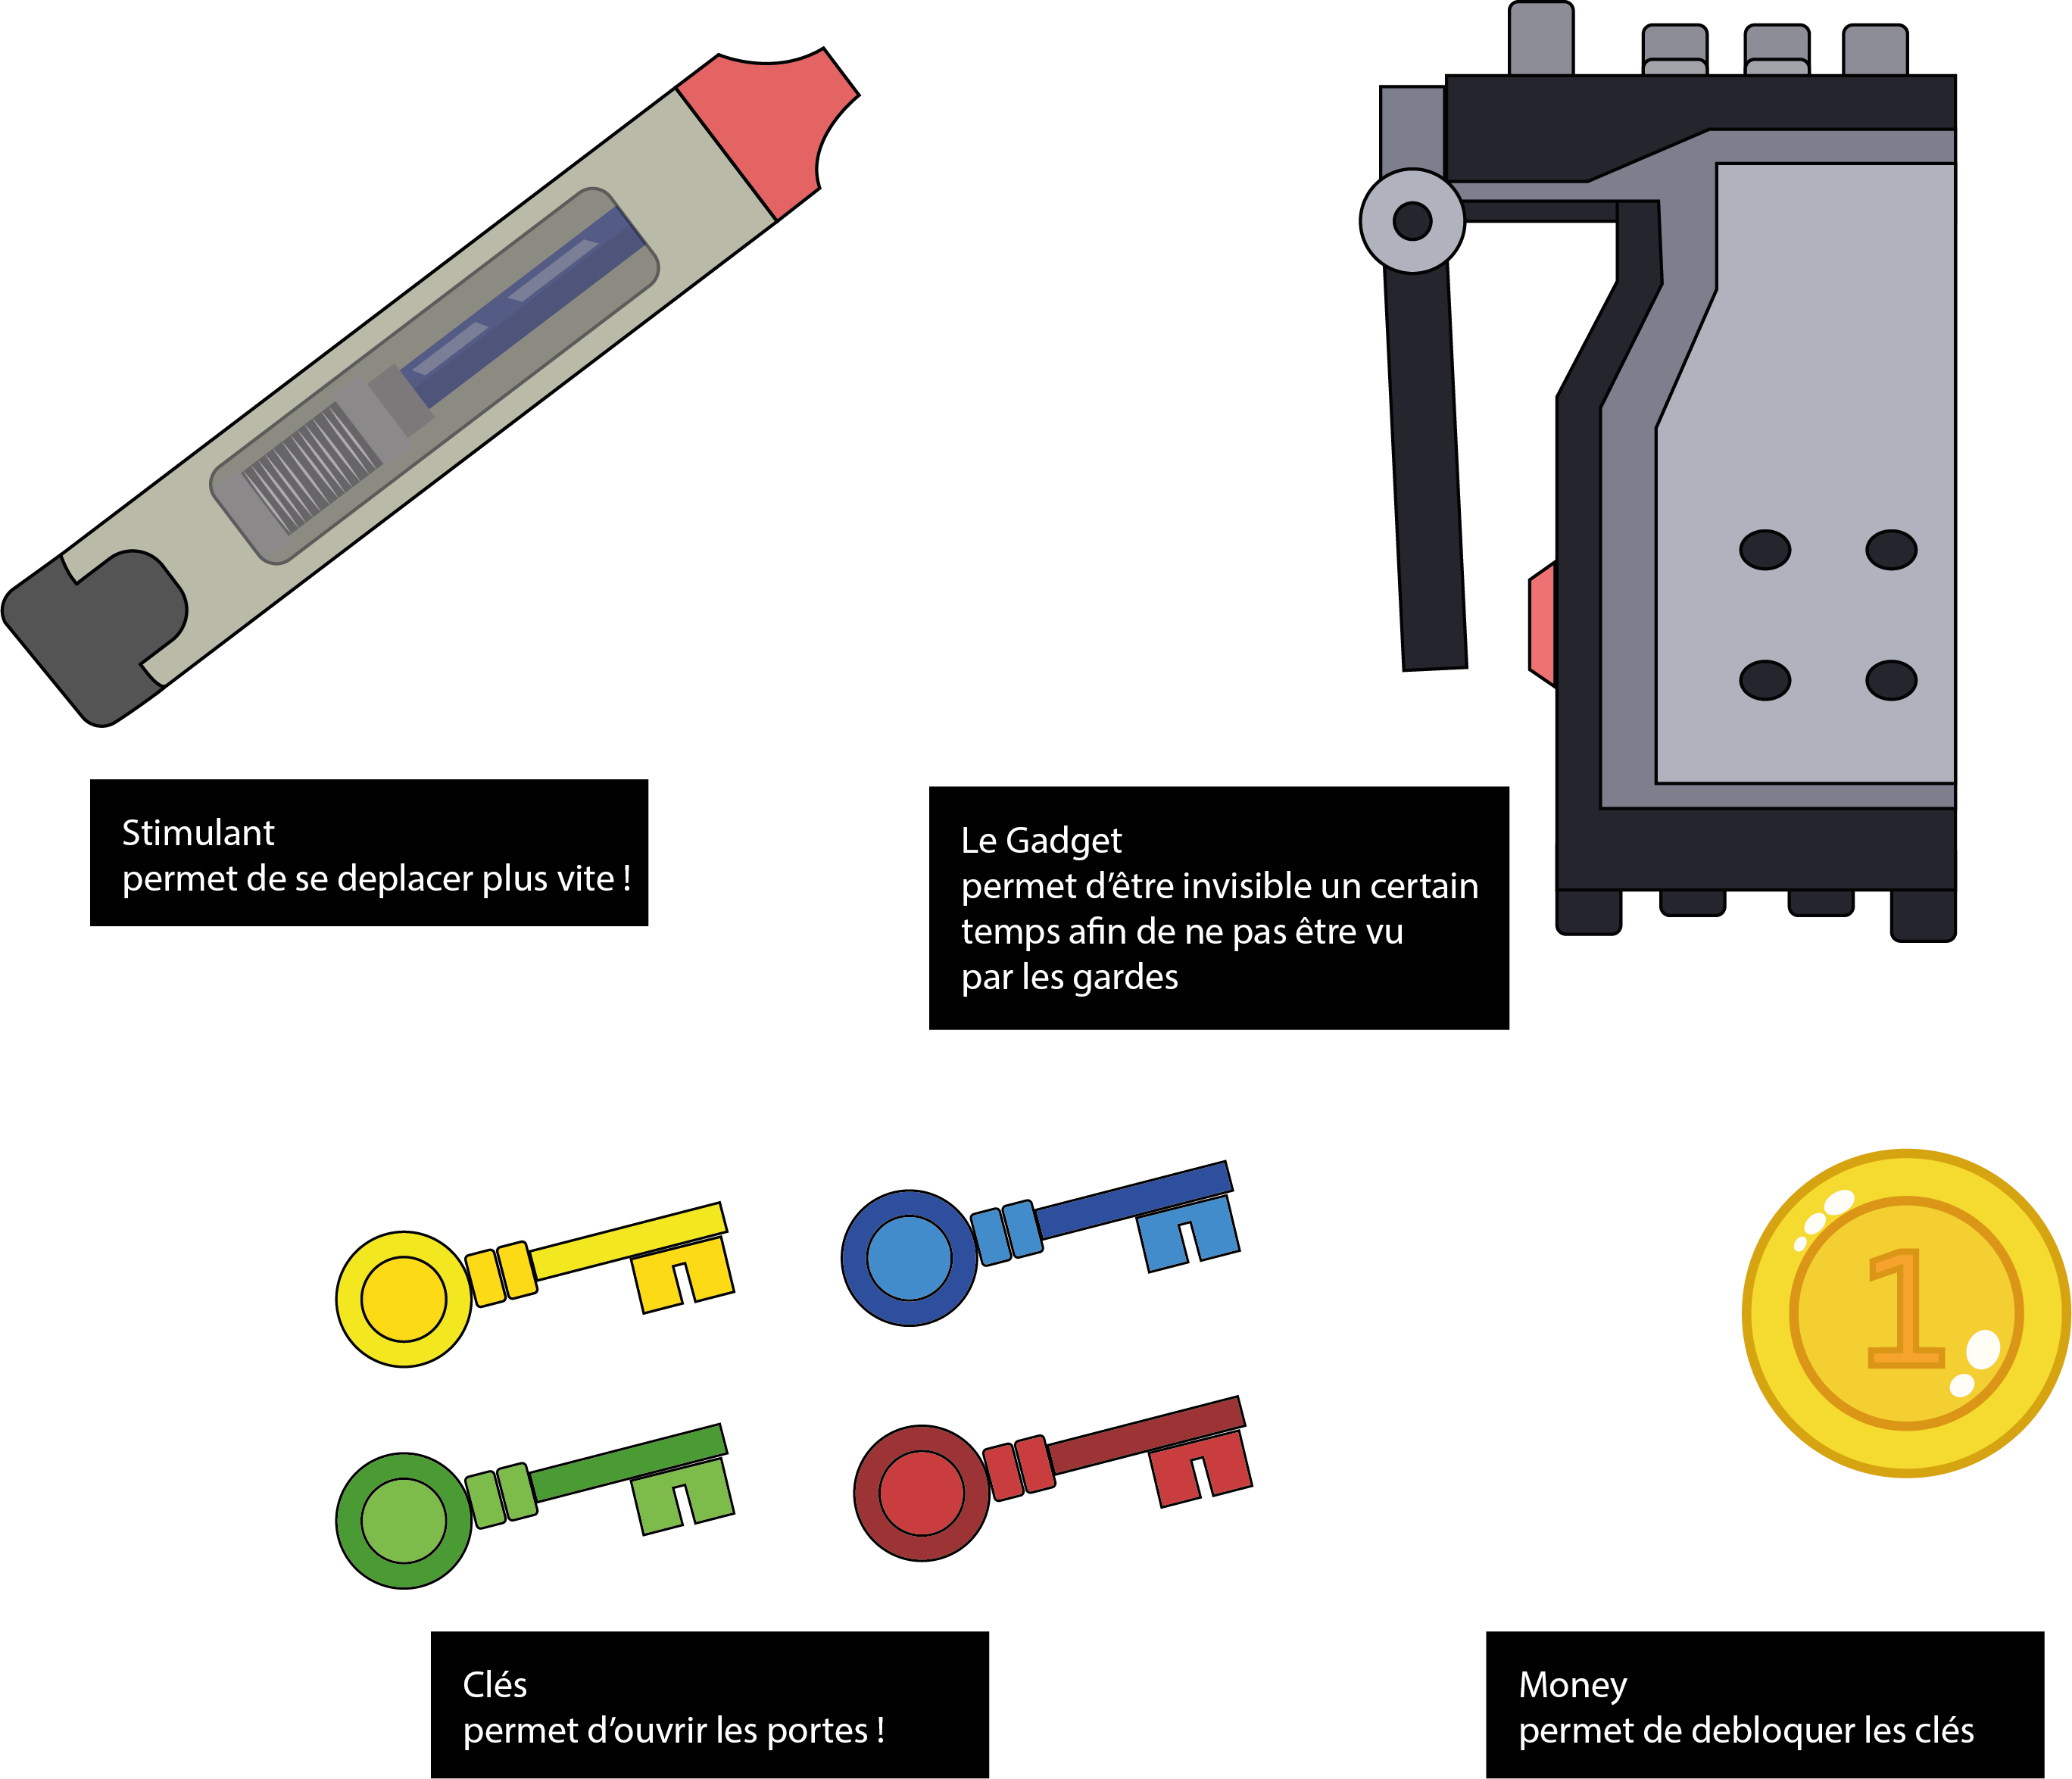 Stimulant
permet de se deplacer plus vite !
Le Gadget
permet d’être invisible un certain
temps afin de ne pas être vu
par les gardes
1
Clés
permet d’ouvrir les portes !
Money
permet de debloquer les clés